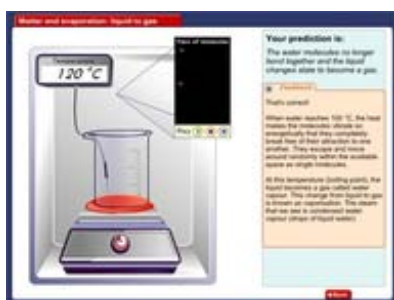 Matter and evaporation: liquid to gas
Temperature
120 °C
View of molecules
Play
Your prediction is:
The water molecules no longer
bond together and the liquid
changes state to become a gas.
Feedback
That's correct!
When water reaches 100 °C, the heat
makes the molecules vibrate so
energetically that they completely
break free of their attraction to one
another. They escape and move
around randomly within the available
space as single molecules.
At this temperature (boiling point), the
liquid becomes a gas called water
vapour. This change from liquid to gas
is known as vaporisation. The steam
that we see is condensed water
vapour (drops of liquid water).